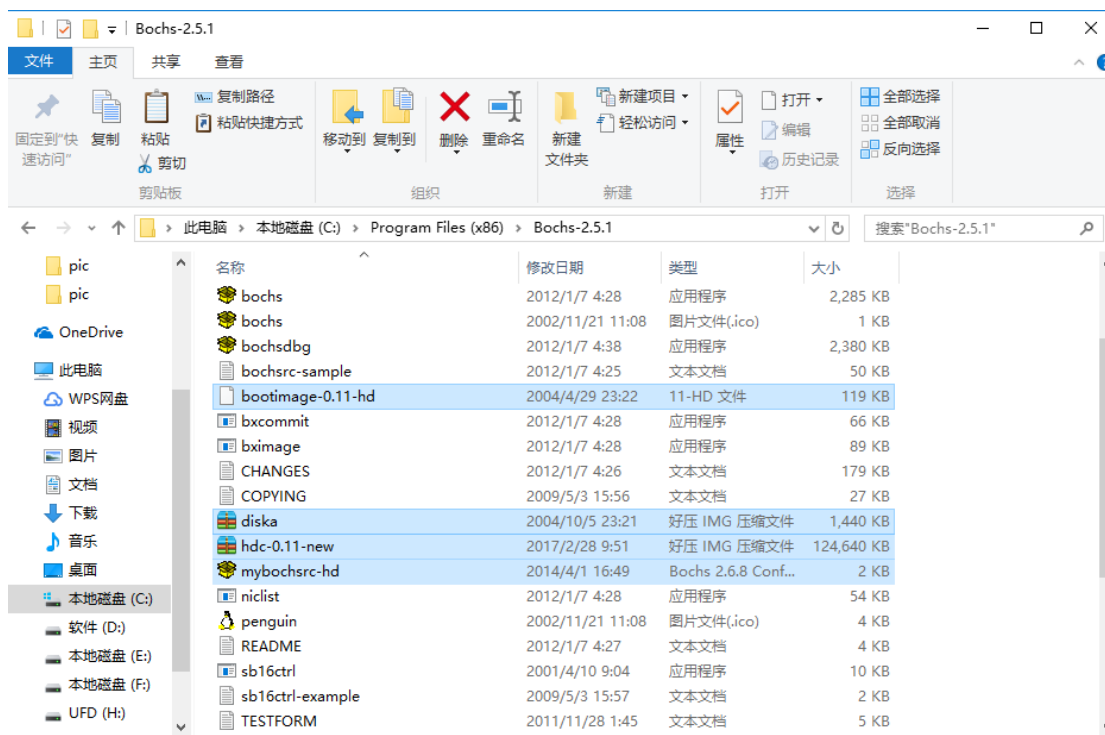 Bochs-2.5.1
文件 主页 共享 查看
固定到"快速访问"
复制
粘贴
复制路径
粘贴快捷方式
剪切
移动到 复制到
删除 重命名
新建文件夹
新建项目
轻松访问
属性
打开
编辑
历史记录
全部选择
全部取消
反向选择
剪贴板 组织 新建 打开 选择
此电脑 › 本地磁盘 (C:) › Program Files (x86) › Bochs-2.5.1
搜索"Bochs-2.5.1"
pic
pic
OneDrive
此电脑
WPS网盘
视频
图片
文档
下载
音乐
桌面
本地磁盘 (C:)
软件 (D:)
本地磁盘 (E:)
本地磁盘 (F:)
UFD (H:)
名称 修改日期 类型 大小
bochs 2012/1/7 4:28 应用程序 2,285 KB
bochs 2002/11/21 11:08 图片文件(.ico) 1 KB
bochsdbg 2012/1/7 4:38 应用程序 2,380 KB
bochsrc-sample 2012/1/7 4:25 文本文档 50 KB
bootimage-0.11-hd 2004/4/29 23:22 11-HD 文件 119 KB
bxcommit 2012/1/7 4:28 应用程序 66 KB
bximage 2012/1/7 4:28 应用程序 89 KB
CHANGES 2012/1/7 4:26 文本文档 179 KB
COPYING 2009/5/3 15:56 文本文档 27 KB
diska 2004/10/5 23:21 好压 IMG 压缩文件 1,440 KB
hdc-0.11-new 2017/2/28 9:51 好压 IMG 压缩文件 124,640 KB
mybochsrc-hd 2014/4/1 16:49 Bochs 2.6.8 Conf... 2 KB
niclist 2012/1/7 4:28 应用程序 54 KB
penguin 2002/11/21 11:08 图片文件(.ico) 4 KB
README 2012/1/7 4:27 文本文档 4 KB
sb16ctrl 2001/4/10 9:04 应用程序 10 KB
sb16ctrl-example 2009/5/3 15:57 文本文档 2 KB
TESTFORM 2011/11/28 1:45 文本文档 5 KB